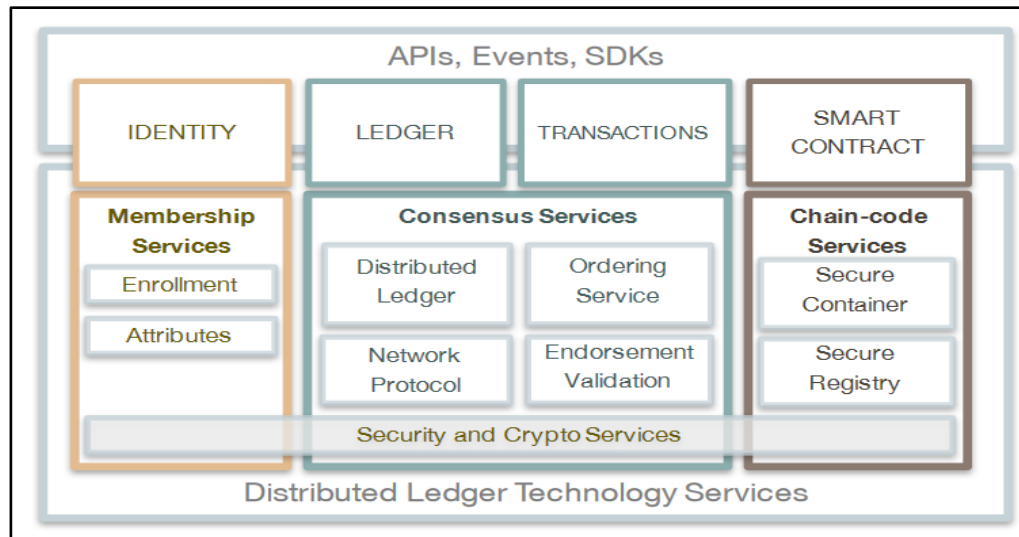 APIs, Events, SDKs
IDENTITY
LEDGER
TRANSACTIONS
SMART
CONTRACT
Membership
Services
Enrollment
Attributes
Consensus Services
Distributed
Ledger
Ordering
Service
Network
Protocol
Endorsement
Validation
Chain-code
Services
Secure
Container
Secure
Registry
Security and Crypto Services
Distributed Ledger Technology Services